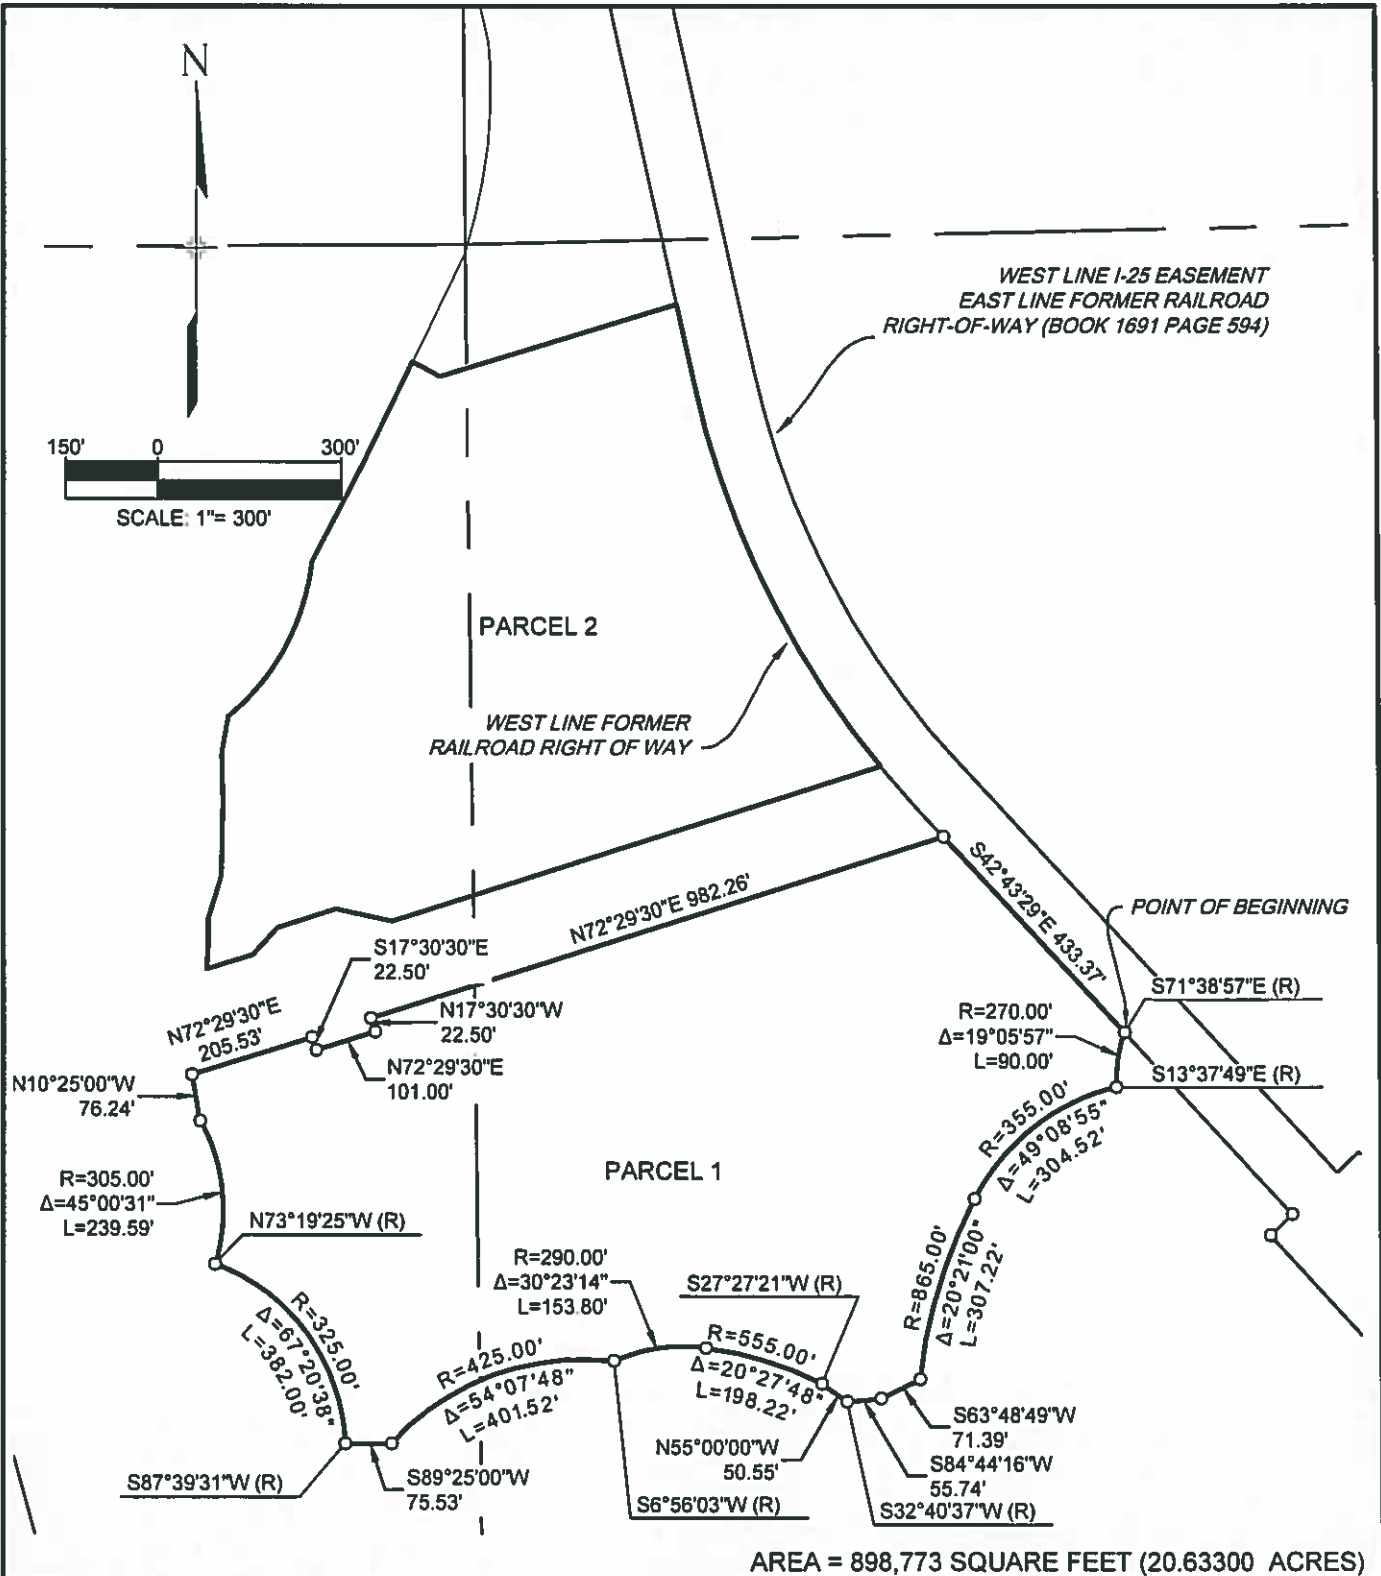 N
WEST LINE I-25 EASEMENT
EAST LINE FORMER RAILROAD
RIGHT-OF-WAY (BOOK 1691 PAGE 594)
150' 0 300'
SCALE: 1"= 300'
PARCEL 2
WEST LINE FORMER
RAILROAD RIGHT OF WAY
S42°43'29"E 433.37'
N72°29'30"E 982.26'
POINT OF BEGINNING
S17°30'30"E
22.50'
S71°38'57"E (R)
N17°30'30"W
22.50'
N72°29'30"E
205.53'
R=270.00'
Δ=19°05'57"
L=90.00'
N72°29'30"E
101.00'
S13°37'49"E (R)
N10°25'00"W
76.24'
R=355.00'
Δ=49°08'55"
L=304.52'
PARCEL 1
R=305.00'
Δ=45°00'31"
L=239.59'
N73°19'25"W (R)
R=290.00'
Δ=30°23'14"
L=153.80'
S27°27'21"W (R)
R=865.00'
Δ=20°21'00"
L=307.22'
R=325.00'
Δ=67°20'38"
L=382.00'
R=425.00'
Δ=54°07'48"
L=401.52'
R=555.00'
Δ=20°27'48"
L=198.22'
S63°48'49"W
71.39'
N55°00'00"W
50.55'
S84°44'16"W
55.74'
S87°39'31"W (R)
S89°25'00"W
75.53'
S6°56'03"W (R)
S32°40'37"W (R)
AREA = 898,773 SQUARE FEET (20.63300 ACRES)